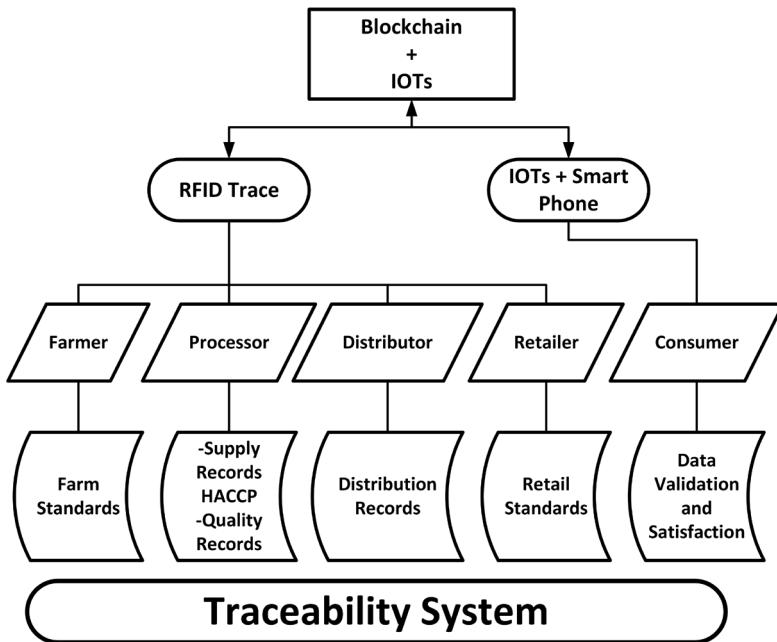 Blockchain
+
IOTs
RFID Trace
IOTs + Smart
Phone
Farmer
Processor
Distributor
Retailer
Consumer
Farm
Standards
-Supply
Records
HACCP
-Quality
Records
Distribution
Records
Retail
Standards
Data
Validation
and
Satisfaction
Traceability System